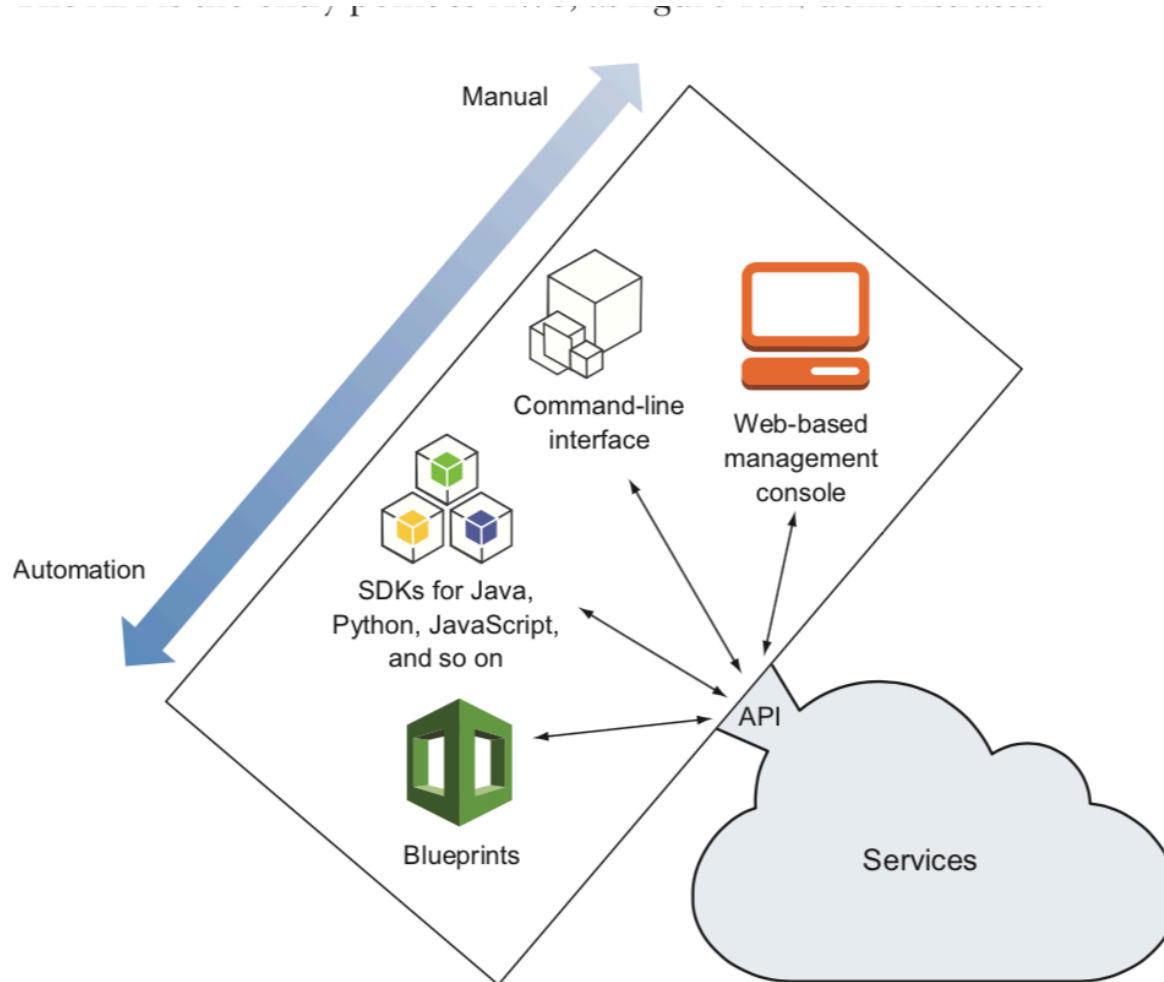 Manual
Command-line
interface
Web-based
management
console
Automation
SDKs for Java,
Python, JavaScript,
and so on
API
Blueprints
Services